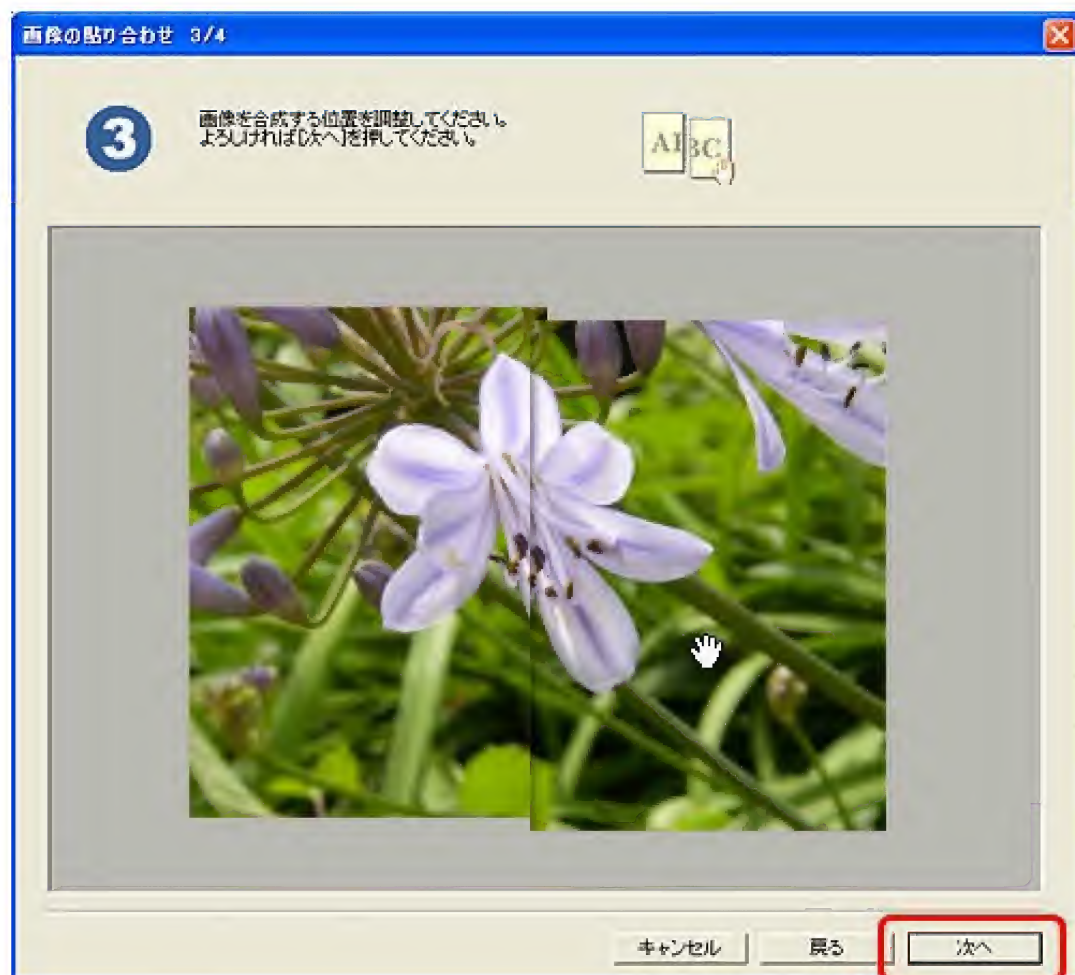 画像の貼り合わせ 3/4
3
画像を合成する位置を調整してください。
よろしければ[次へ]を押してください。
AI BC
キャンセル
戻る
次へ